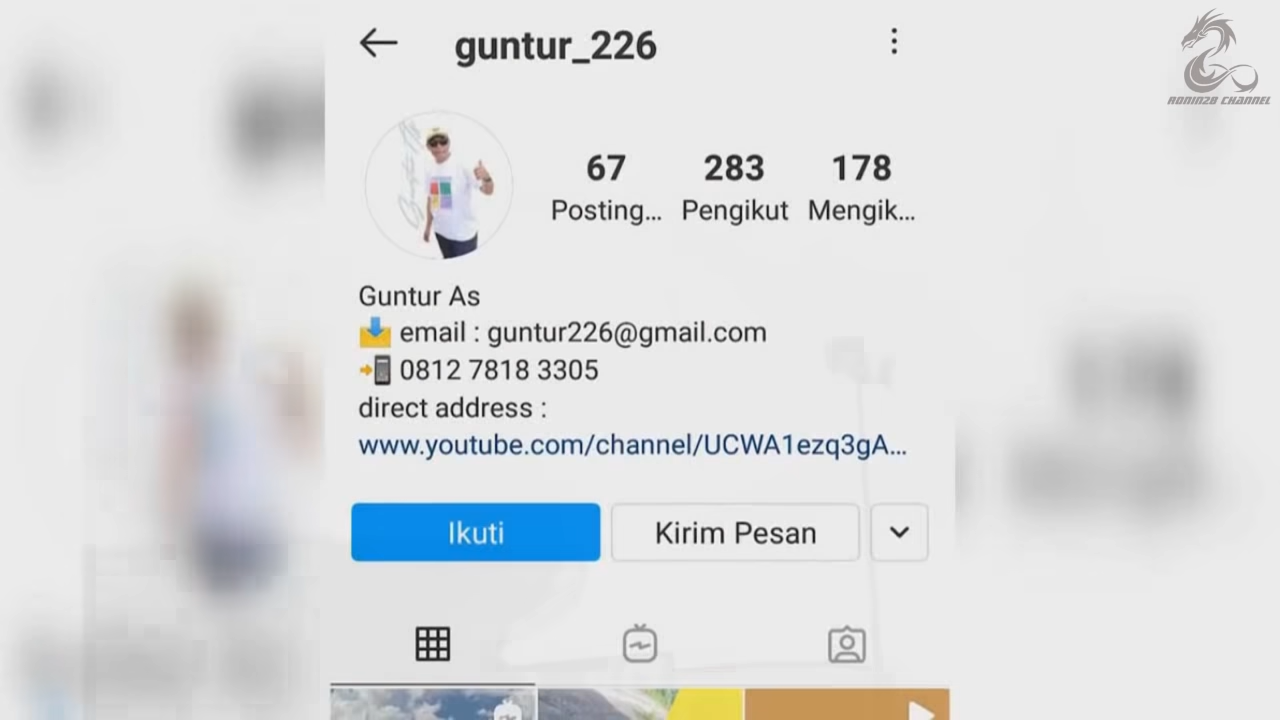 guntur_226
RONIN28 CHANNEL
67 283 178
Posting... Pengikut Mengik...
Guntur As
email : guntur226@gmail.com
0812 7818 3305
direct address :
www.youtube.com/channel/UCWA1ezq3gA...
Ikuti Kirim Pesan